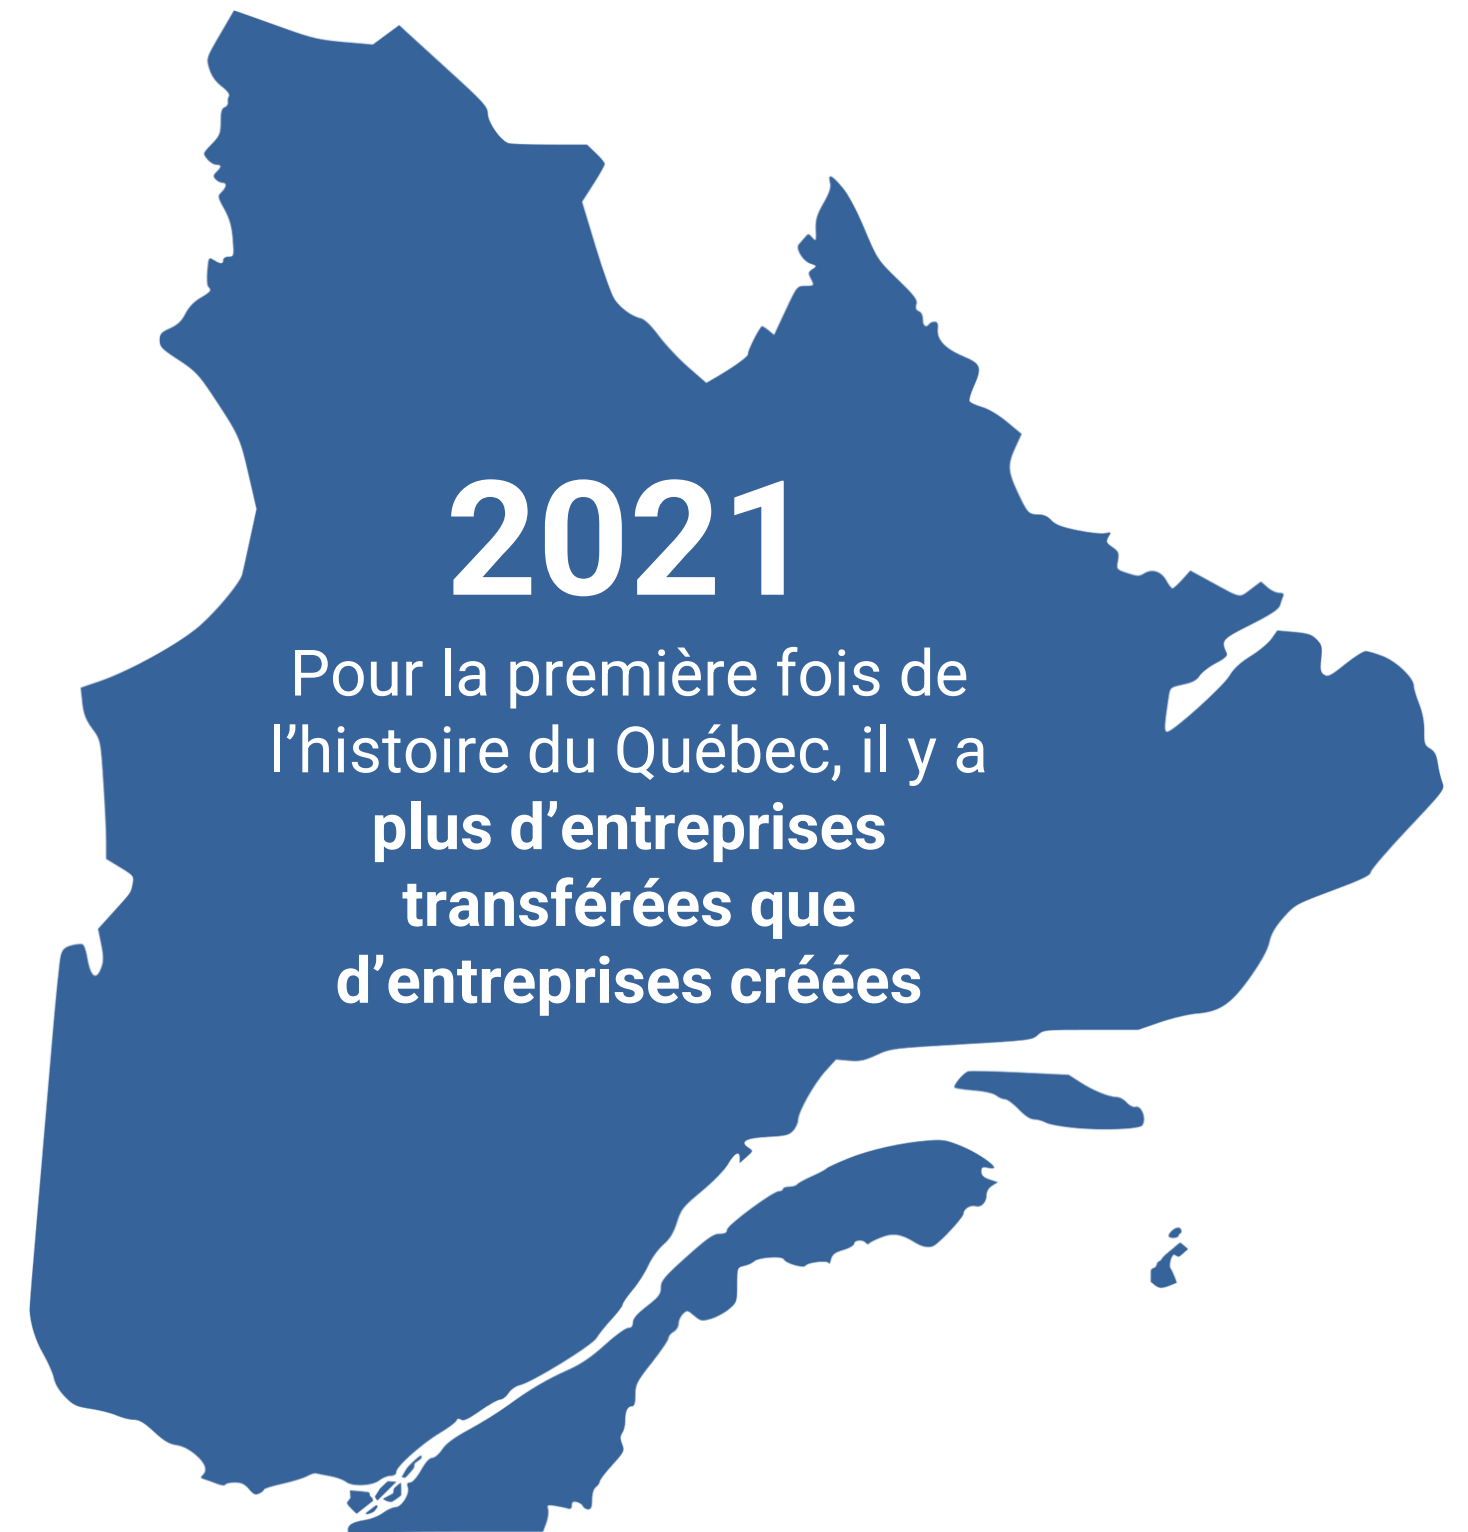 2021
Pour la première fois de
l’histoire du Québec, il y a
plus d’entreprises
transférées que
d’entreprises créées